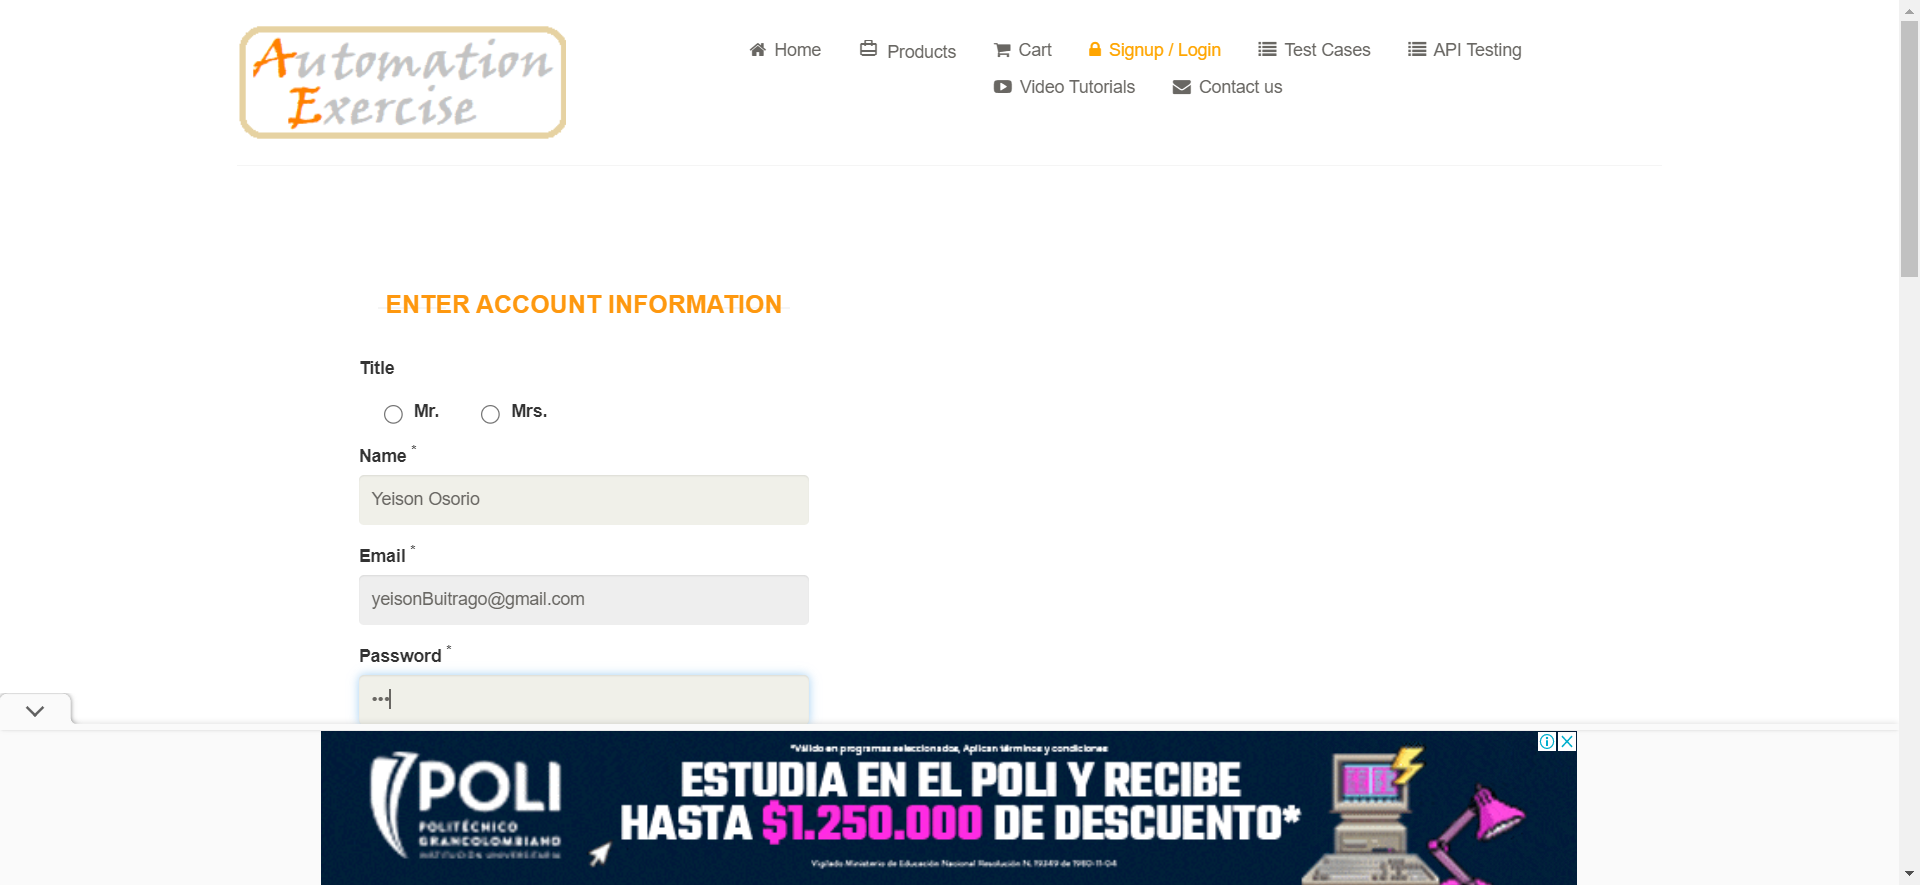 Automation
Exercise
Home
Products
Cart
Signup / Login
Test Cases
API Testing
Video Tutorials
Contact us
ENTER ACCOUNT INFORMATION
Title
Mr.
Mrs.
Name *
Yeison Osorio
Email *
yeisonBuitrago@gmail.com
Password *
•••
*Válido en programas seleccionados, Aplican términos y condiciones
POLI
POLITÉCNICO
GRANCOLOMBIANO
INSTITUCIÓN UNIVERSITARIA
ESTUDIA EN EL POLI Y RECIBE
HASTA $1.250.000 DE DESCUENTO*
Vigilado Ministerio de Educación Nacional Resolución N. 19349 de 1980-11-04